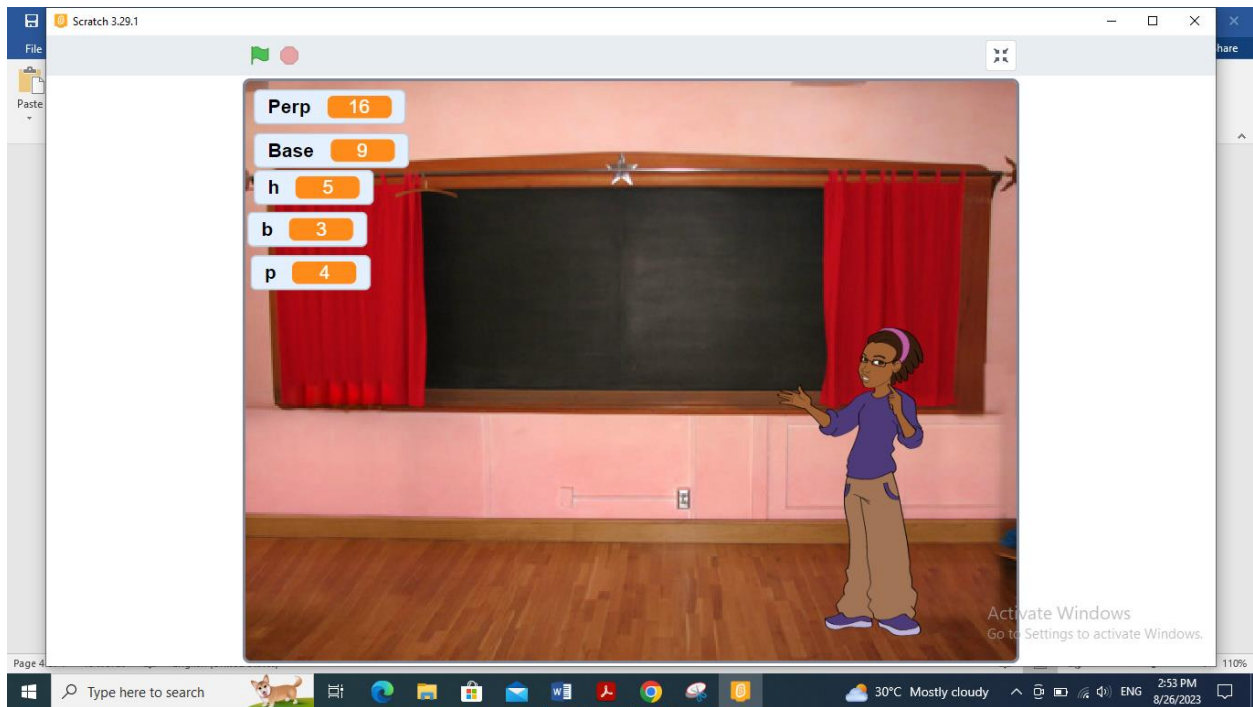 Scratch 3.29.1
File
hare
Paste
Perp 16
Base 9
h 5
b 3
p 4
Activate Windows
Go to Settings to activate Windows.
Page 4
110%
Type here to search
30°C Mostly cloudy
ENG
2:53 PM
8/26/2023